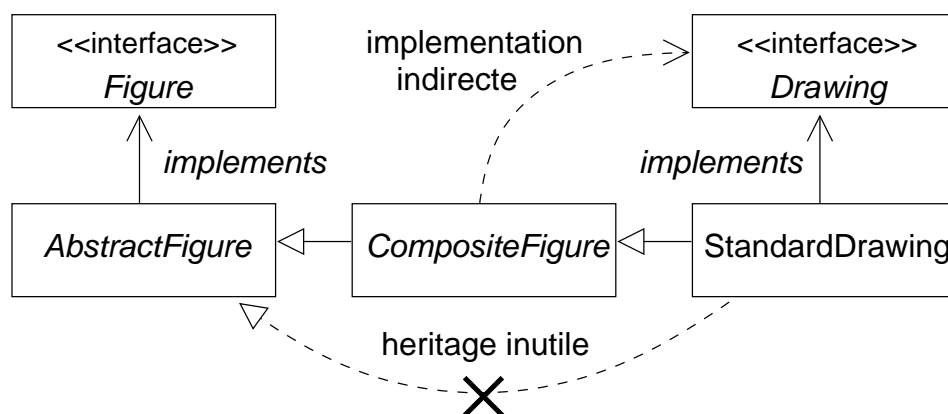 <<interface>>
Figure
implementation
indirecte
<<interface>>
Drawing
implements
implements
AbstractFigure
CompositeFigure
StandardDrawing
heritage inutile